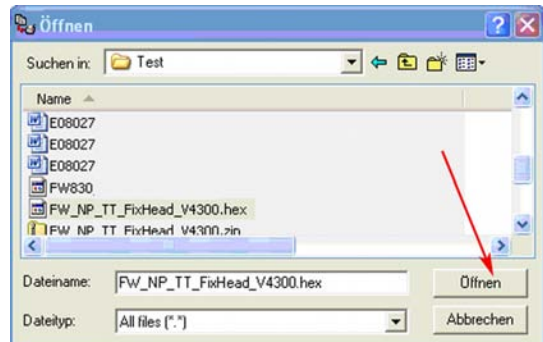 Öffnen
Suchen in: Test
Name
E08027
E08027
E08027
FW830
FW_NP_TT_FixHead_V4300.hex
FW_NP_TT_FixHead_V4300.zip
Dateiname: FW_NP_TT_FixHead_V4300.hex Öffnen
Dateityp: All files (*.*) Abbrechen